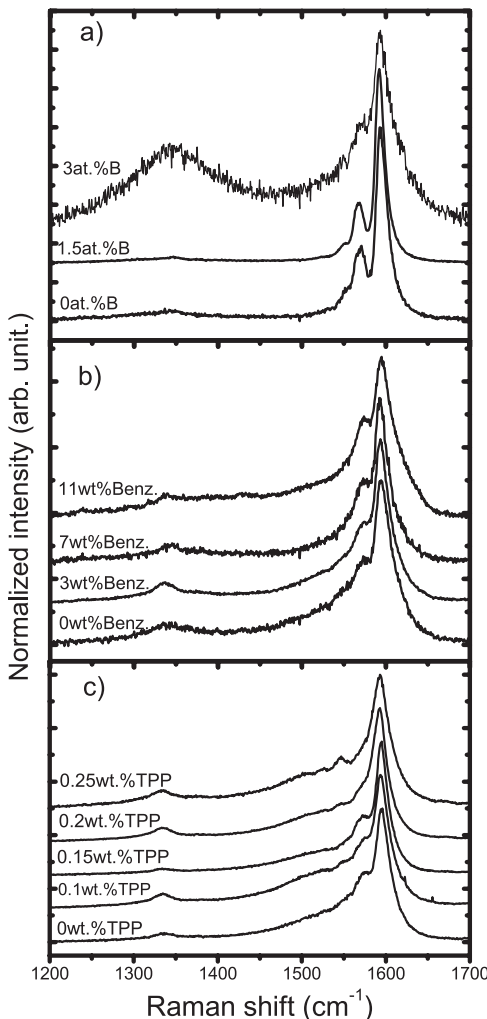 a)
3at.%B
1.5at.%B
0at.%B
b)
11wt%Benz.
7wt%Benz.
3wt%Benz.
0wt%Benz.
c)
0.25wt.%TPP
0.2wt.%TPP
0.15wt.%TPP
0.1wt.%TPP
0wt.%TPP
Normalized intensity (arb. unit.)
1200 1300 1400 1500 1600 1700
Raman shift (cm⁻¹)